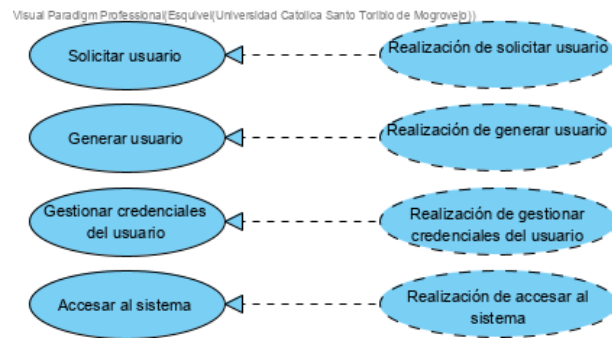 Visual Paradigm Professional(Esquivel(Universidad Catolica Santo Toribio de Mogrovejo))
Solicitar usuario
Realización de solicitar usuario
Generar usuario
Realización de generar usuario
Gestionar credenciales
del usuario
Realización de gestionar
credenciales del usuario
Accesar al sistema
Realización de accesar al
sistema